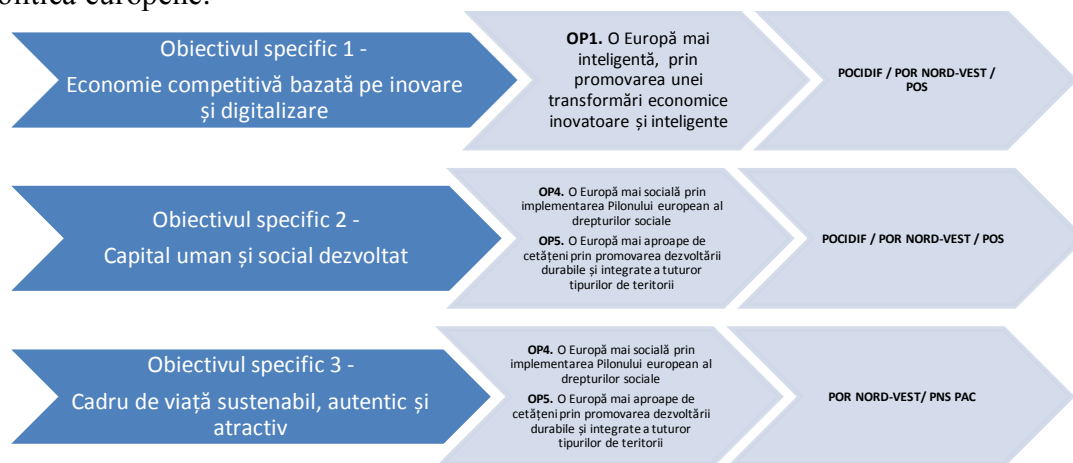 politica europene:
Obiectivul specific 1 -
Economie competitivă bazată pe inovare
și digitalizare
OP1. O Europă mai
inteligentă, prin
promovarea unei
transformări economice
inovatoare și inteligente
POCIDIF / POR NORD-VEST /
POS
Obiectivul specific 2 -
Capital uman și social dezvoltat
OP4. O Europă mai socială prin
implementarea Pilonului european al
drepturilor sociale
OP5. O Europă mai aproape de
cetățeni prin promovarea dezvoltării
durabile și integrate a tuturor
tipurilor de teritorii
POCIDIF / POR NORD-VEST / POS
Obiectivul specific 3 -
Cadru de viață sustenabil, autentic și
atractiv
OP4. O Europă mai socială prin
implementarea Pilonului european al
drepturilor sociale
OP5. O Europă mai aproape de
cetățeni prin promovarea dezvoltării
durabile și integrate a tuturor
tipurilor de teritorii
POR NORD-VEST/ PNS PAC